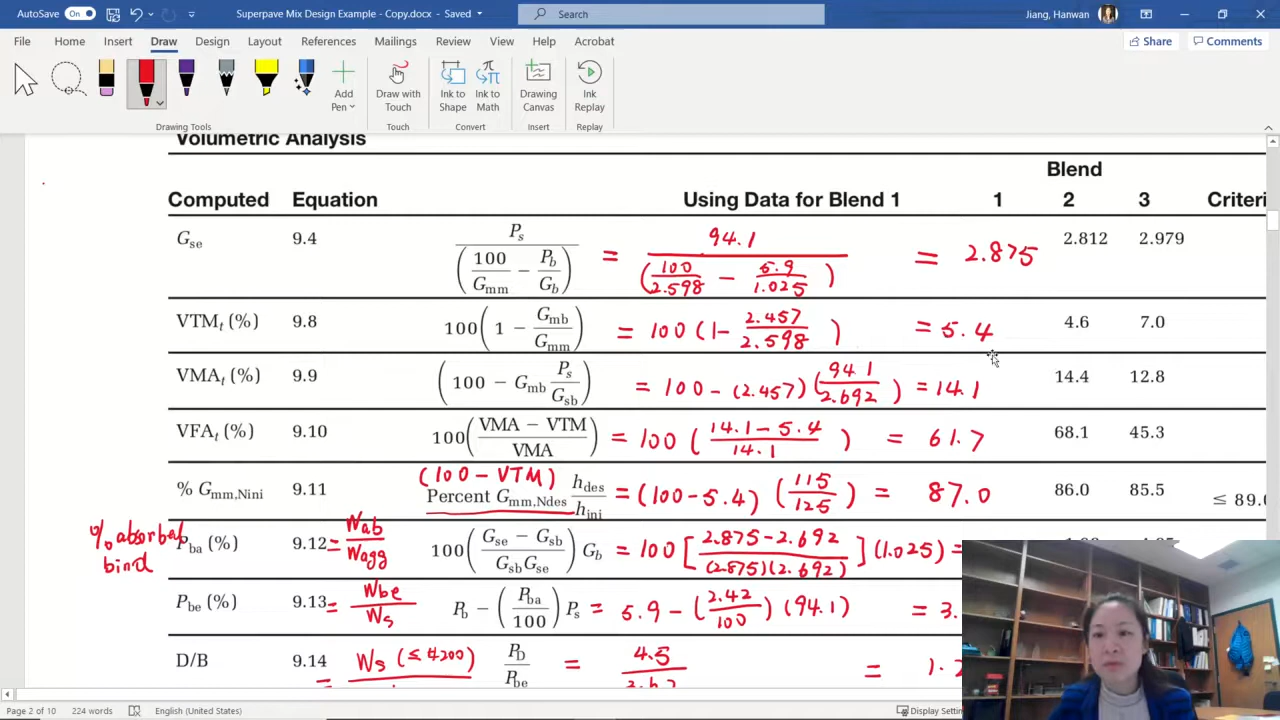 AutoSave On Superpave Mix Design Example - Copy.docx - Saved Search Jiang, Hanwan
File Home Insert Draw Design Layout References Mailings Review View Help Acrobat Share Comments
Add Pen Draw with Touch Ink to Shape Ink to Math Drawing Canvas Ink Replay
Drawing Tools Touch Convert Insert Replay
Volumetric Analysis
Blend
Computed Equation Using Data for Blend 1 1 2 3 Criteri
Gse 9.4 Ps / (100/Gmm − Pb/Gb) = 94.1 / (100/2.598 − 5.9/1.025) = 2.875 2.812 2.979
VTMt (%) 9.8 100(1 − Gmb/Gmm) = 100(1 − 2.457/2.598) = 5.4 4.6 7.0
VMAt (%) 9.9 (100 − Gmb Ps/Gsb) = 100 − (2.457)(94.1/2.692) = 14.1 14.4 12.8
VFAt (%) 9.10 100(VMA − VTM / VMA) = 100 (14.1 − 5.4 / 14.1) = 61.7 68.1 45.3
(100 − VTM)
% Gmm,Nini 9.11 Percent Gmm,Ndes hdes/hini = (100 − 5.4) (115/125) = 87.0 86.0 85.5 ≤ 89.0
% absorbed bind
Pba (%) 9.12 = Wab/Wagg 100(Gse − Gsb / GsbGse) Gb = 100 [2.875 − 2.692 / (2.875)(2.692)] (1.025) =
Pbe (%) 9.13 = Wbe/Ws Pb − (Pba/100) Ps = 5.9 − (2.42/100) (94.1) = 3.
D/B 9.14 = Ws (≤ #200) PD/Pbe = 4.5 = 1.2
Page 2 of 10 224 words English (United States) Display Setti